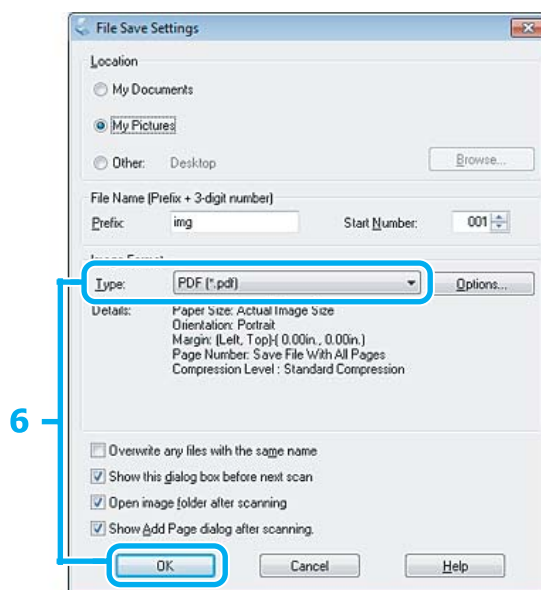 File Save Settings
Location
My Documents
My Pictures
Other: Desktop Browse...
File Name (Prefix + 3-digit number)
Prefix: img Start Number: 001
Image Format
Type: PDF (*.pdf) Options...
Details: Paper Size: Actual Image Size
Orientation: Portrait
Margin: (Left, Top)-( 0.00in., 0.00in.)
Page Number: Save File With All Pages
Compression Level : Standard Compression
6
Overwrite any files with the same name
Show this dialog box before next scan
Open image folder after scanning
Show Add Page dialog after scanning.
OK Cancel Help